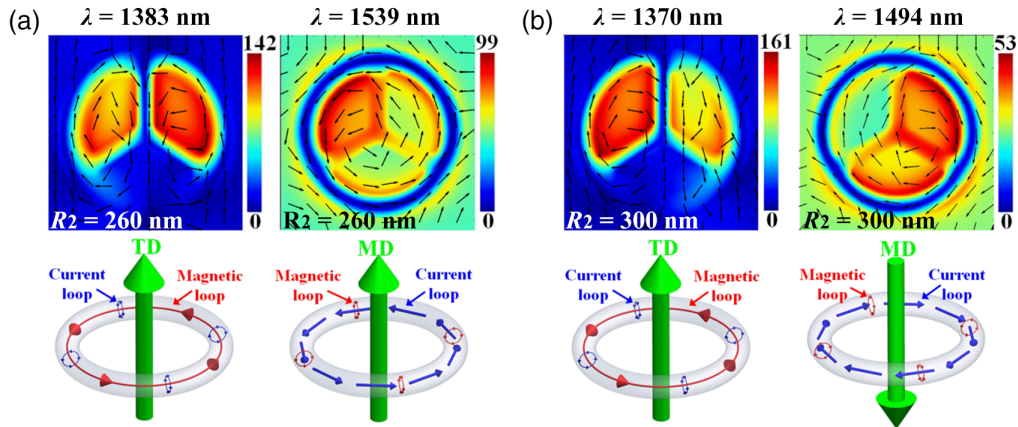 (a) λ = 1383 nm λ = 1539 nm
142 99
0 0
R2 = 260 nm R2 = 260 nm
TD MD
Current loop Magnetic loop Magnetic loop Current loop
(b) λ = 1370 nm λ = 1494 nm
161 53
0 0
R2 = 300 nm R2 = 300 nm
TD MD
Current loop Magnetic loop Magnetic loop Current loop